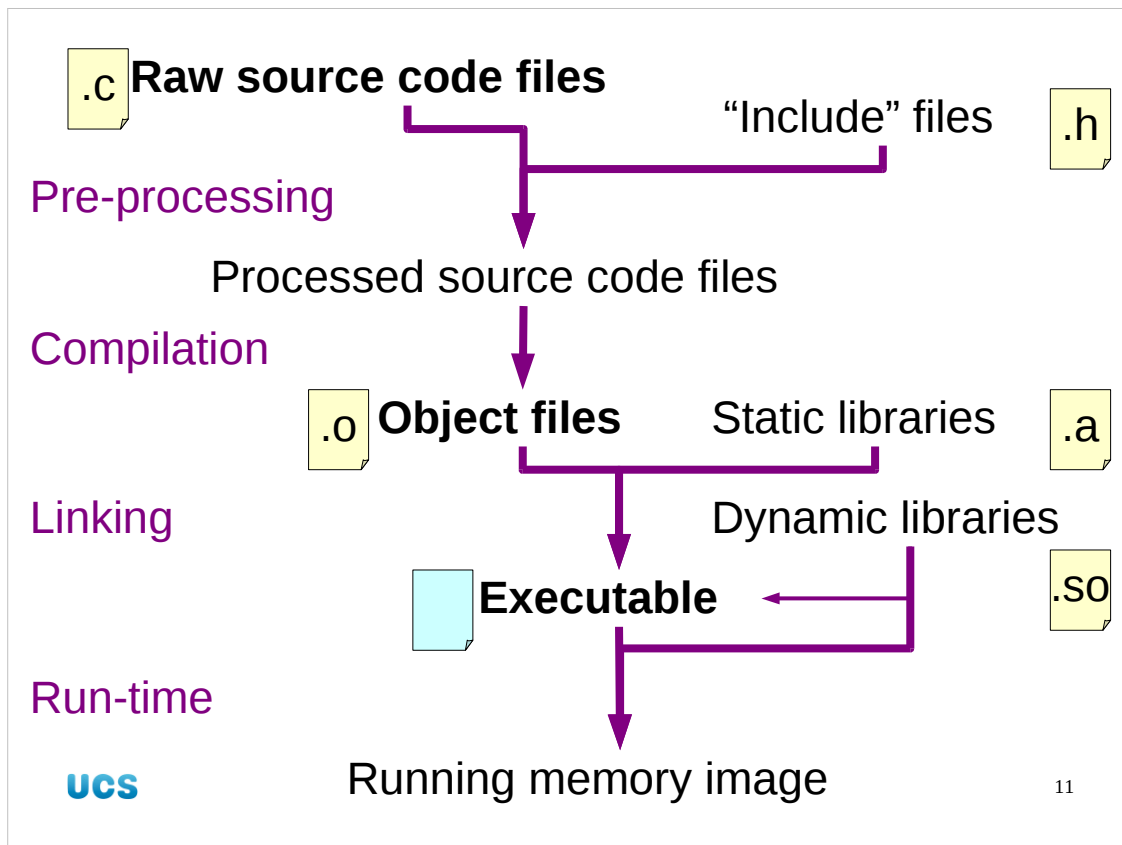 .c Raw source code files
“Include” files .h
Pre-processing
Processed source code files
Compilation
.o Object files Static libraries .a
Linking Dynamic libraries
.so
Executable
Run-time
UCS Running memory image 11